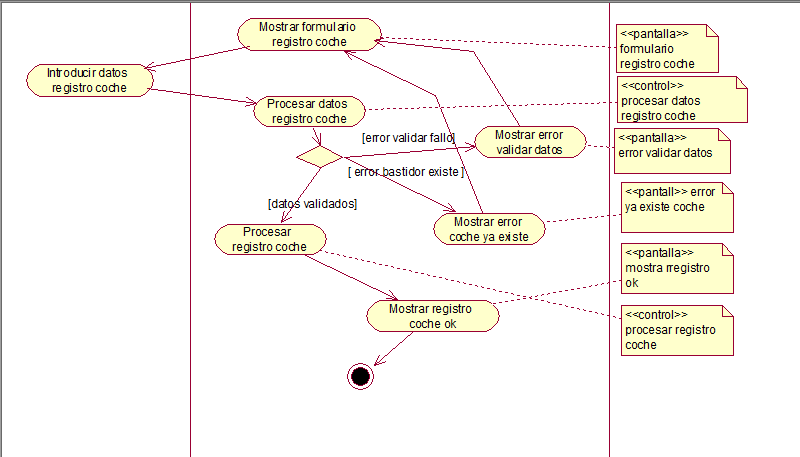 Mostrar formulario
registro coche
<<pantalla>>
formulario
registro coche
Introducir datos
registro coche
Procesar datos
registro coche
<<control>>
procesar datos
registro coche
[error validar fallo]
Mostrar error
validar datos
<<pantalla>>
error validar datos
[ error bastidor existe ]
[datos validados]
<<pantall>> error
ya existe coche
Procesar
registro coche
Mostrar error
coche ya existe
<<pantalla>>
mostra rregistro
ok
Mostrar registro
coche ok
<<control>>
procesar registro
coche